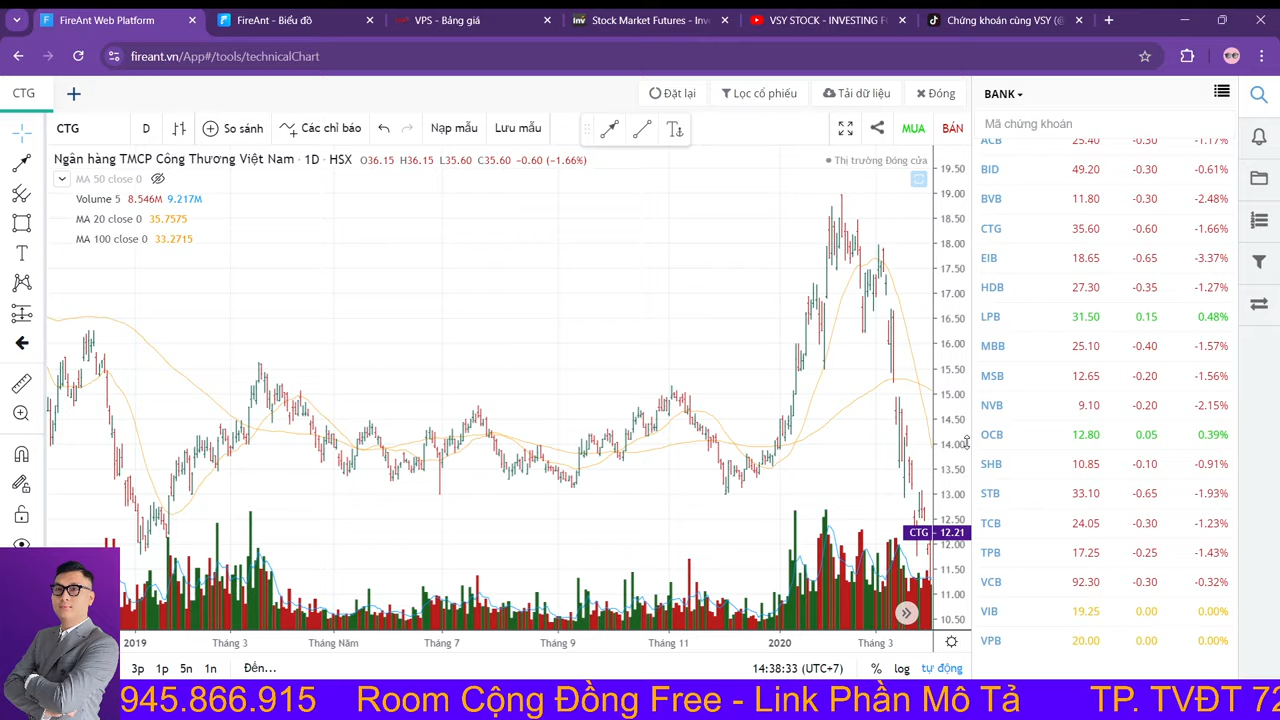 FireAnt Web Platform
FireAnt - Biểu đồ
VPS - Bảng giá
Stock Market Futures - Inve
VSY STOCK - INVESTING F
Chứng khoán cùng VSY (@
fireant.vn/App#/tools/technicalChart
CTG
Đặt lại
Lọc cổ phiếu
Tải dữ liệu
Đóng
BANK
CTG
D
So sánh
Các chỉ báo
Nạp mẫu
Lưu mẫu
MUA
BÁN
Mã chứng khoán
Ngân hàng TMCP Công Thương Việt Nam · 1D · HSX O36.15 H36.15 L35.60 C35.60 -0.60 (-1.66%)
Thị trường Đóng cửa
MA 50 close 0
Volume 5 8.546M 9.217M
MA 20 close 0 35.7575
MA 100 close 0 33.2715
19.50
19.00
18.50
18.00
17.50
17.00
16.50
16.00
15.50
15.00
14.50
14.00
13.50
13.00
12.50
CTG - 12.21
12.00
11.50
11.00
10.50
ACB 25.40 -0.30 -1.17%
BID 49.20 -0.30 -0.61%
BVB 11.80 -0.30 -2.48%
CTG 35.60 -0.60 -1.66%
EIB 18.65 -0.65 -3.37%
HDB 27.30 -0.35 -1.27%
LPB 31.50 0.15 0.48%
MBB 25.10 -0.40 -1.57%
MSB 12.65 -0.20 -1.56%
NVB 9.10 -0.20 -2.15%
OCB 12.80 0.05 0.39%
SHB 10.85 -0.10 -0.91%
STB 33.10 -0.65 -1.93%
TCB 24.05 -0.30 -1.23%
TPB 17.25 -0.25 -1.43%
VCB 92.30 -0.30 -0.32%
VIB 19.25 0.00 0.00%
VPB 20.00 0.00 0.00%
2019 Tháng 3 Tháng Năm Tháng 7 Tháng 9 Tháng 11 2020 Tháng 3
3p 1p 5n 1n Đến...
14:38:33 (UTC+7) % log tự động
945.866.915 Room Cộng Đồng Free - Link Phần Mô Tả TP. TVĐT 72